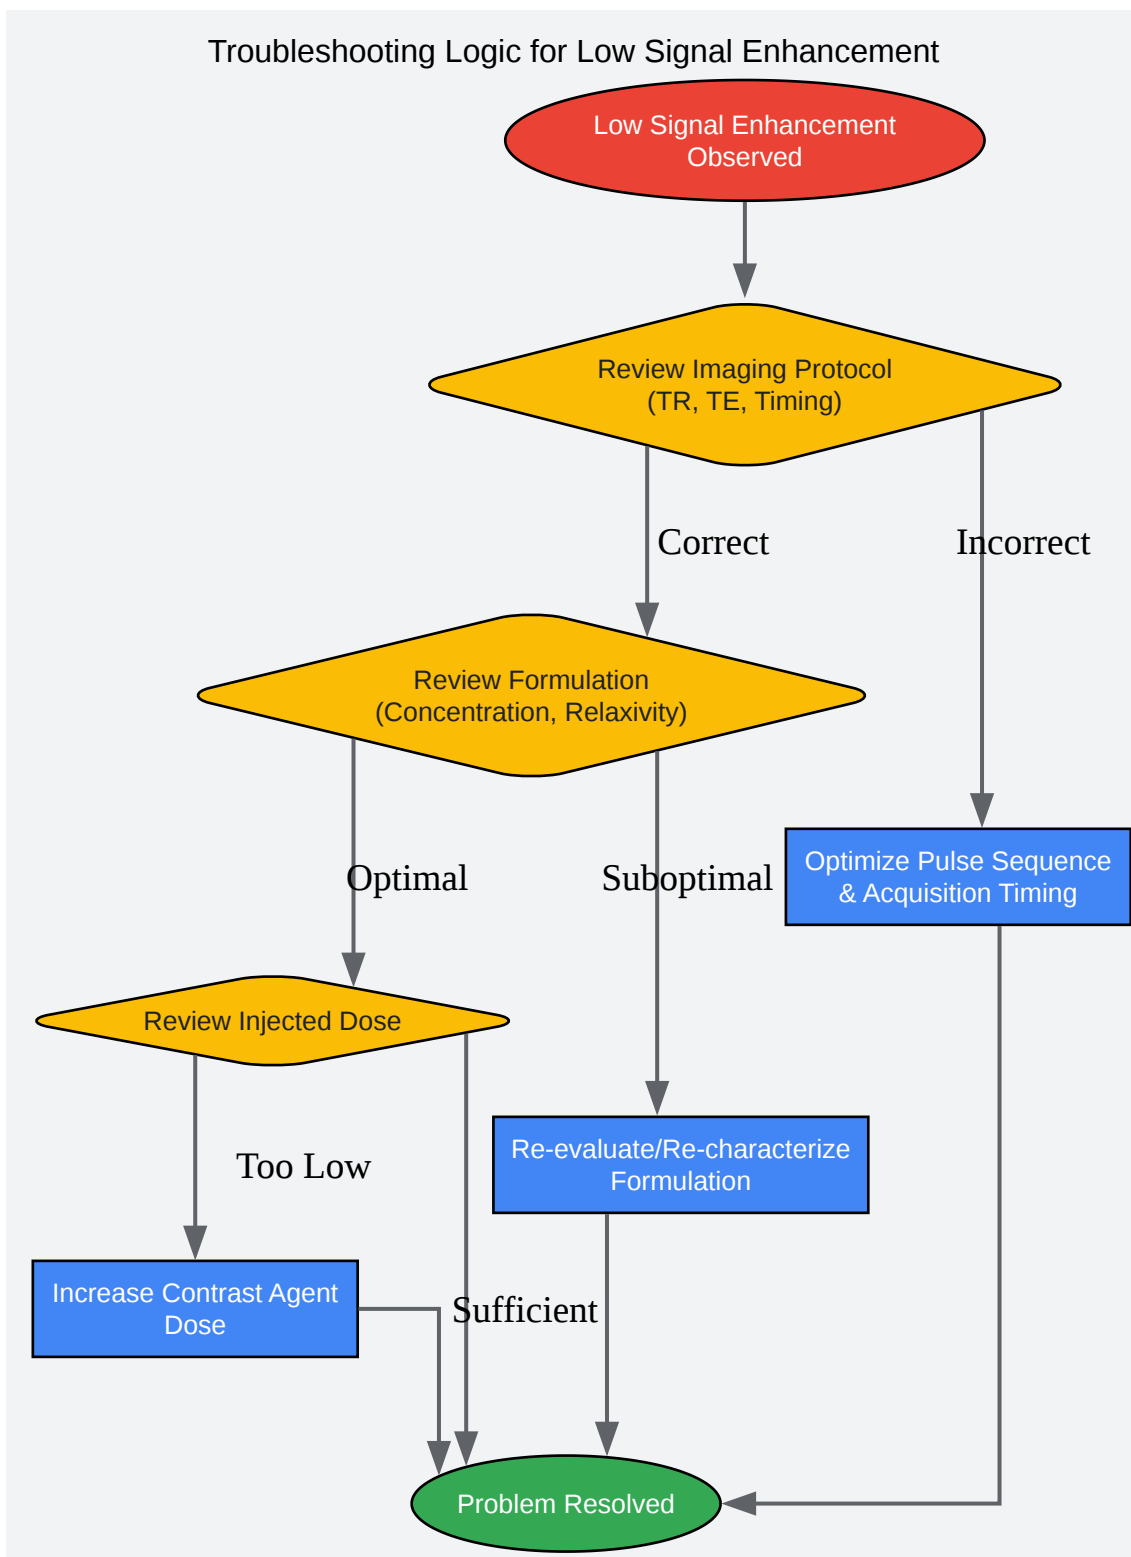 Troubleshooting Logic for Low Signal Enhancement
Low Signal Enhancement
Observed
Review Imaging Protocol
(TR, TE, Timing)
Correct
Incorrect
Review Formulation
(Concentration, Relaxivity)
Optimal
Suboptimal
Optimize Pulse Sequence
& Acquisition Timing
Review Injected Dose
Too Low
Re-evaluate/Re-characterize
Formulation
Increase Contrast Agent
Dose
Sufficient
Problem Resolved